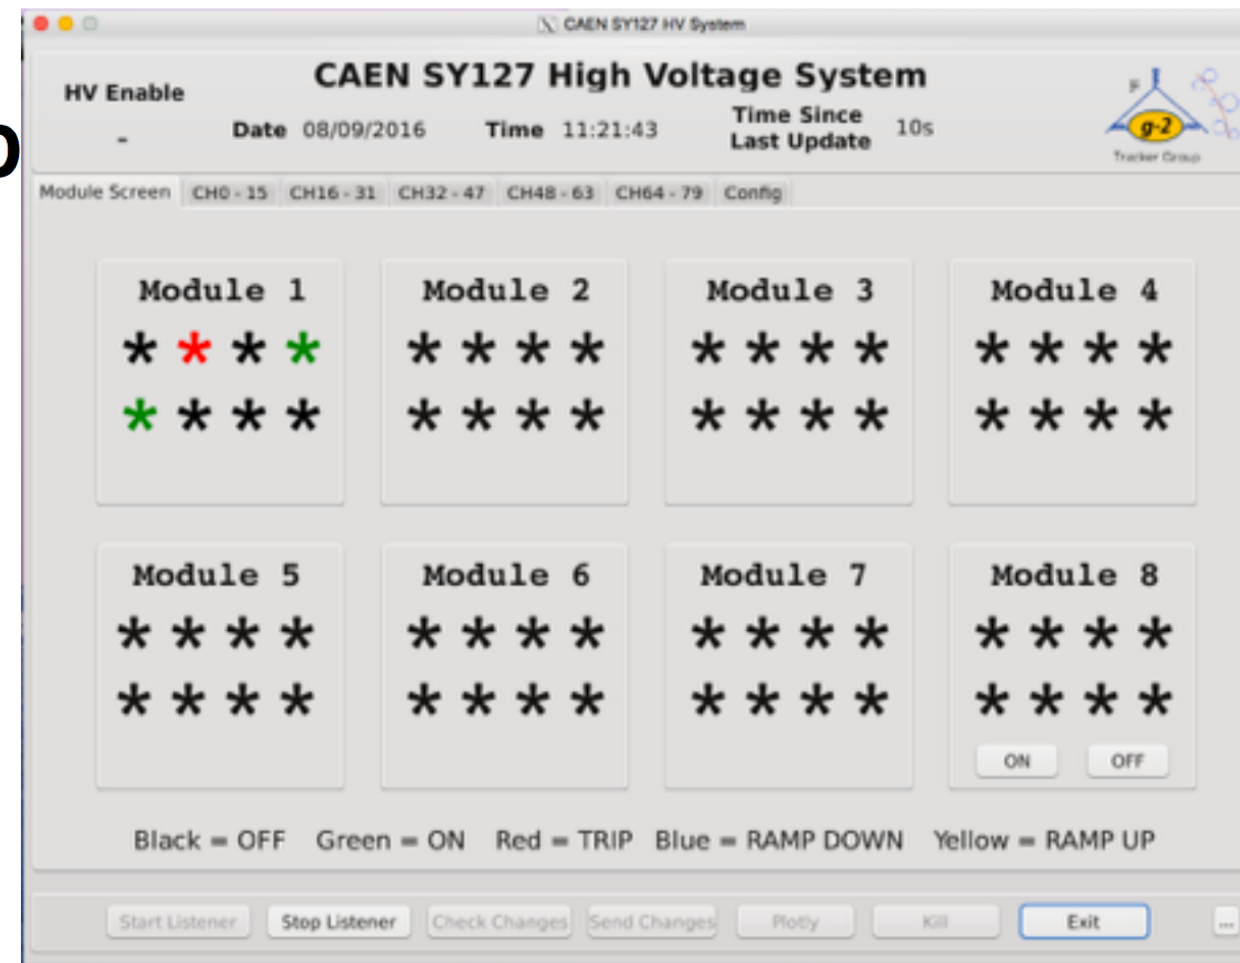 CAEN SY127 HV System
CAEN SY127 High Voltage System
HV Enable
-
Date 08/09/2016 Time 11:21:43 Time Since Last Update 10s
g-2
Tracker Group
Module Screen CH0 - 15 CH16 - 31 CH32 - 47 CH48 - 63 CH64 - 79 Config
Module 1 Module 2 Module 3 Module 4
* * * * * * * * * * * * * * * *
* * * * * * * * * * * * * * * *
Module 5 Module 6 Module 7 Module 8
* * * * * * * * * * * * * * * *
* * * * * * * * * * * * * * * *
ON OFF
Black = OFF Green = ON Red = TRIP Blue = RAMP DOWN Yellow = RAMP UP
Start Listener Stop Listener Check Changes Send Changes Plotly Kill Exit ...